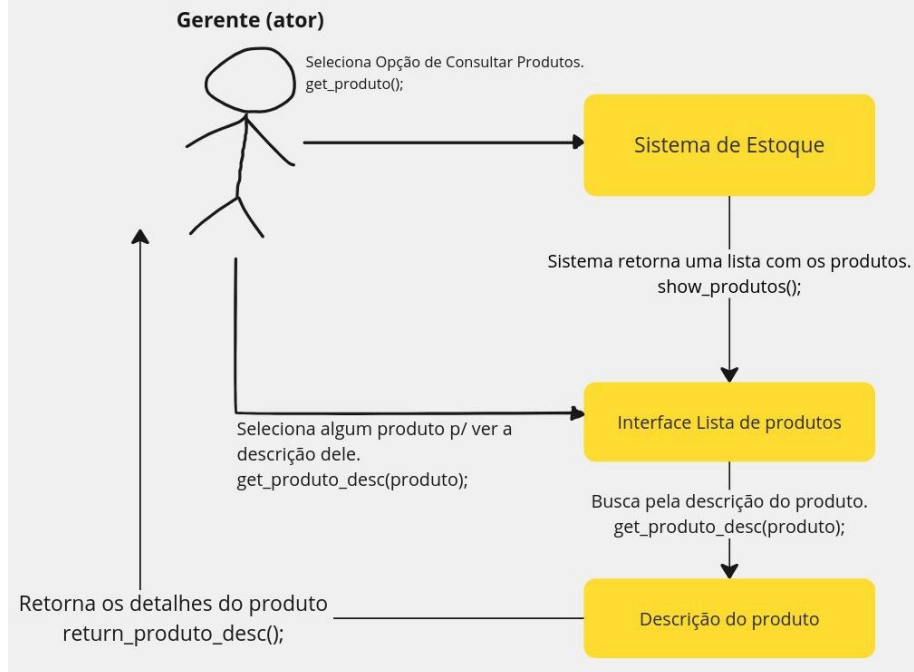 Gerente (ator)
Seleciona Opção de Consultar Produtos.
get_produto();
Sistema de Estoque
Sistema retorna uma lista com os produtos.
show_produtos();
Interface Lista de produtos
Seleciona algum produto p/ ver a
descrição dele.
get_produto_desc(produto);
Busca pela descrição do produto.
get_produto_desc(produto);
Descrição do produto
Retorna os detalhes do produto
return_produto_desc();